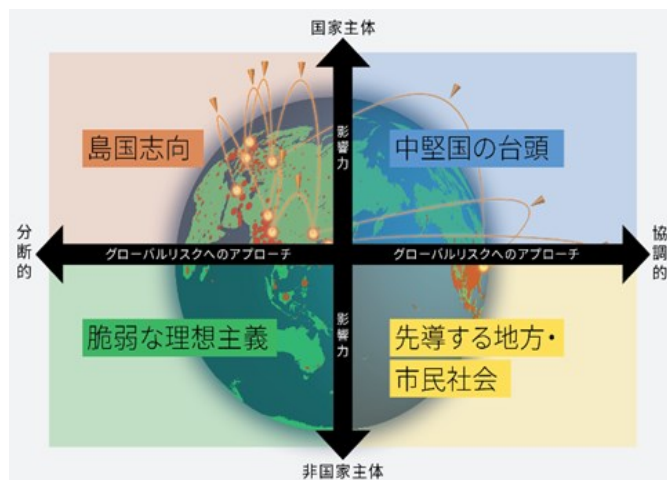 国家主体
影響力
島国志向
中堅国の台頭
分断的
グローバルリスクへのアプローチ
グローバルリスクへのアプローチ
協調的
影響力
脆弱な理想主義
先導する地方・
市民社会
非国家主体